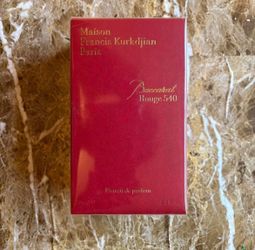 Maison
Francis Kurkdjian
Paris
Baccarat
Rouge 540
Extrait de parfum